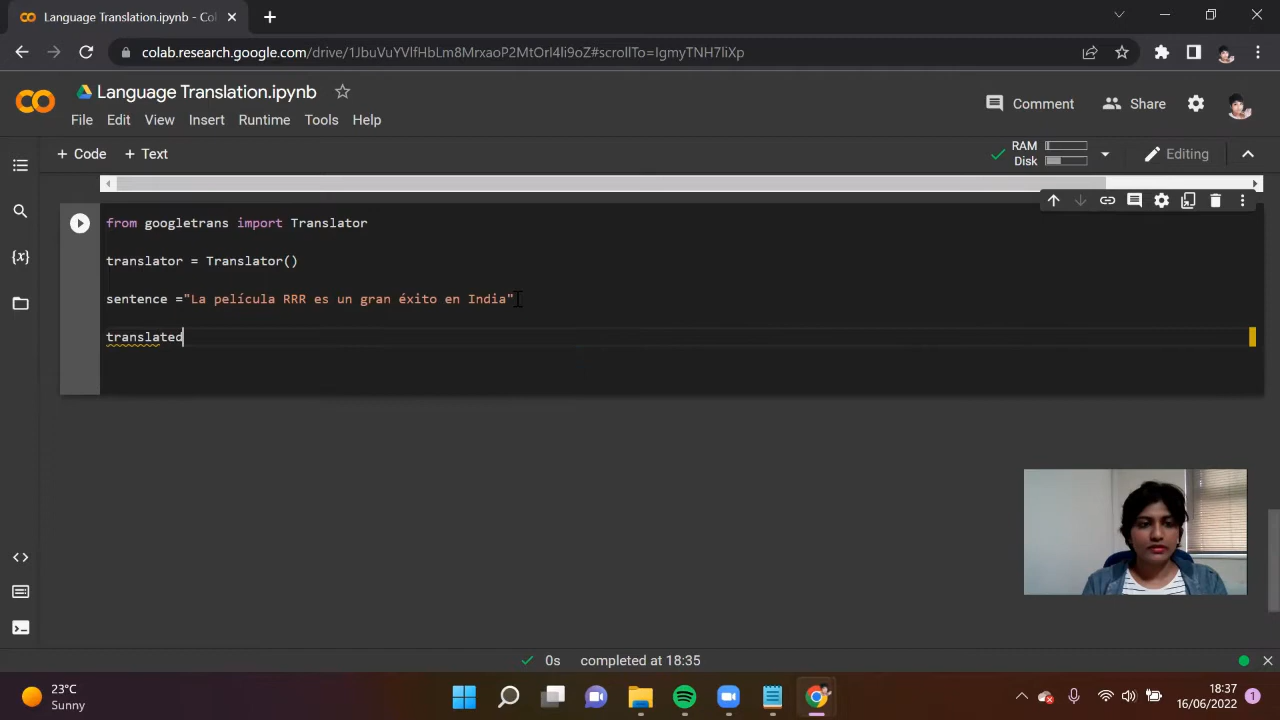 Language Translation.ipynb - Col
colab.research.google.com/drive/1JbuVuYVlfHbLm8MrxaoP2MtOrl4li9oZ#scrollTo=IgmyTNH7liXp
Language Translation.ipynb
Comment
Share
File Edit View Insert Runtime Tools Help
+ Code + Text
RAM
Disk
Editing
from googletrans import Translator
translator = Translator()
sentence ="La película RRR es un gran éxito en India"
translated
{x}
0s completed at 18:35
23°C
Sunny
18:37
16/06/2022
1